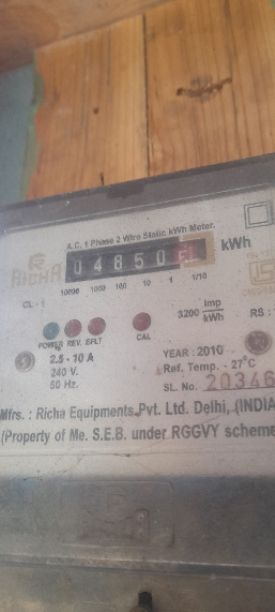 A.C. 1 Phase 2 Wire Static kWh Meter.
RICHA
04850
kWh
10000 1000 100 10 1 1/10
CL - 1
3200 Imp/kWh
RS :
POWER REV. EFLT
CAL
2.5 - 10 A
YEARS : 2010
240 V.
Ref. Temp. - 27°C
50 Hz.
SL. No. 20346
Mfrs. : Richa Equipments Pvt. Ltd. Delhi, (INDIA
(Property of Me. S.E.B. under RGGVY scheme